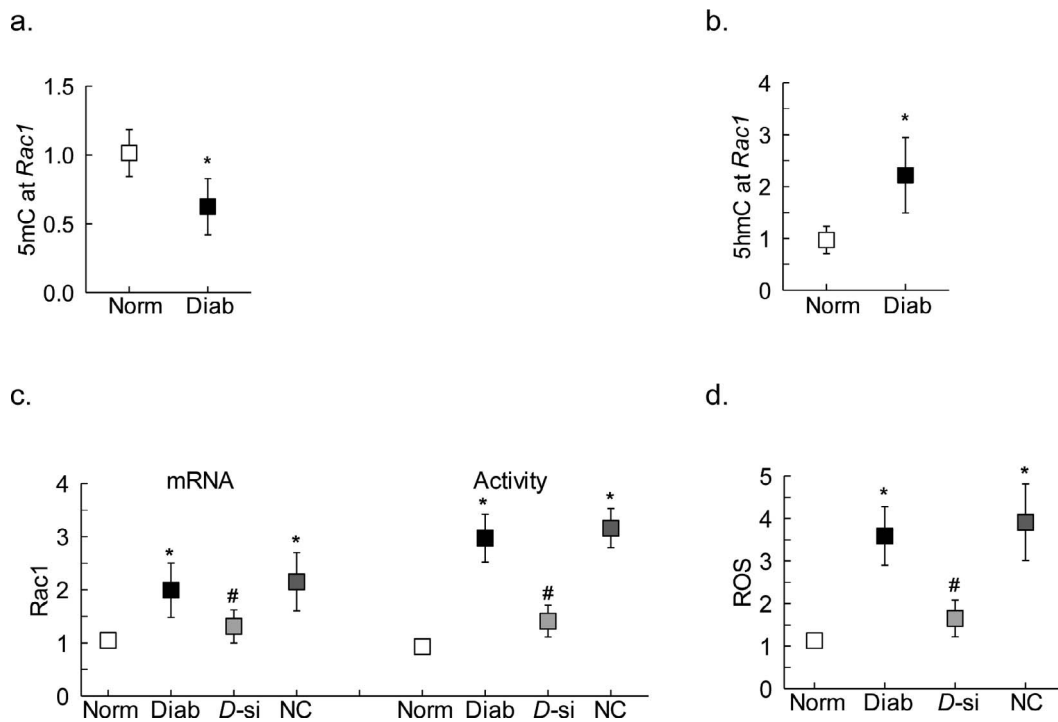 a.
5mC at Rac1
1.5
1.0
0.5
0.0
*
Norm Diab
b.
5hmC at Rac1
4
3
2
1
0
*
Norm Diab
c.
Rac1
4
3
2
1
0
mRNA
Activity
* # *
* # *
Norm Diab D-si NC Norm Diab D-si NC
d.
ROS
5
4
3
2
1
0
* # *
Norm Diab D-si NC